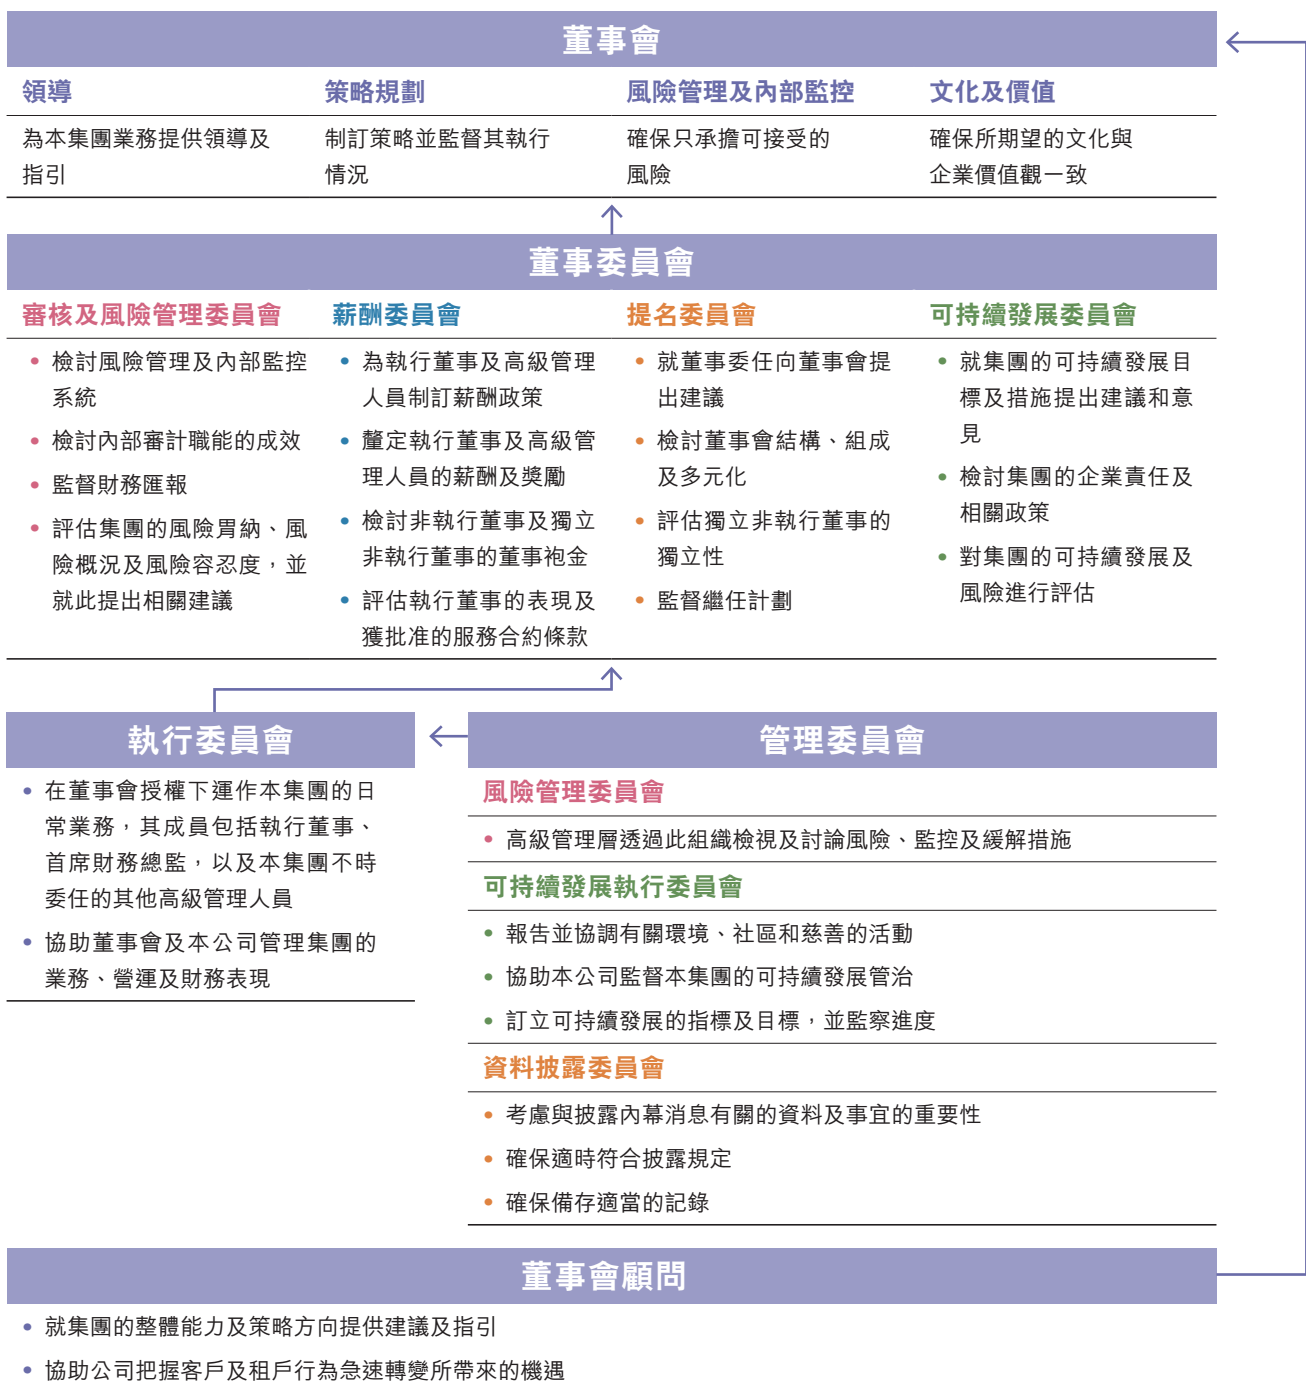 董事會
領導
為本集團業務提供領導及
指引
策略規劃
制訂策略並監督其執行
情況
風險管理及內部監控
確保只承擔可接受的
風險
文化及價值
確保所期望的文化與
企業價值觀一致
董事委員會
審核及風險管理委員會
• 檢討風險管理及內部監控
系統
• 檢討內部審計職能的成效
• 監督財務匯報
• 評估集團的風險胃納、風
險概況及風險容忍度，並
就此提出相關建議
薪酬委員會
• 為執行董事及高級管理
人員制訂薪酬政策
• 釐定執行董事及高級管
理人員的薪酬及獎勵
• 檢討非執行董事及獨立
非執行董事的董事袍金
• 評估執行董事的表現及
獲批准的服務合約條款
提名委員會
• 就董事委任向董事會提
出建議
• 檢討董事會結構、組成
及多元化
• 評估獨立非執行董事的
獨立性
• 監督繼任計劃
可持續發展委員會
• 就集團的可持續發展目
標及措施提出建議和意
見
• 檢討集團的企業責任及
相關政策
• 對集團的可持續發展及
風險進行評估
執行委員會
• 在董事會授權下運作本集團的日
常業務，其成員包括執行董事、
首席財務總監，以及本集團不時
委任的其他高級管理人員
• 協助董事會及本公司管理集團的
業務、營運及財務表現
管理委員會
風險管理委員會
• 高級管理層透過此組織檢視及討論風險、監控及緩解措施
可持續發展執行委員會
• 報告並協調有關環境、社區和慈善的活動
• 協助本公司監督本集團的可持續發展管治
• 訂立可持續發展的指標及目標，並監察進度
資料披露委員會
• 考慮與披露內幕消息有關的資料及事宜的重要性
• 確保適時符合披露規定
• 確保備存適當的記錄
董事會顧問
• 就集團的整體能力及策略方向提供建議及指引
• 協助公司把握客戶及租戶行為急速轉變所帶來的機遇